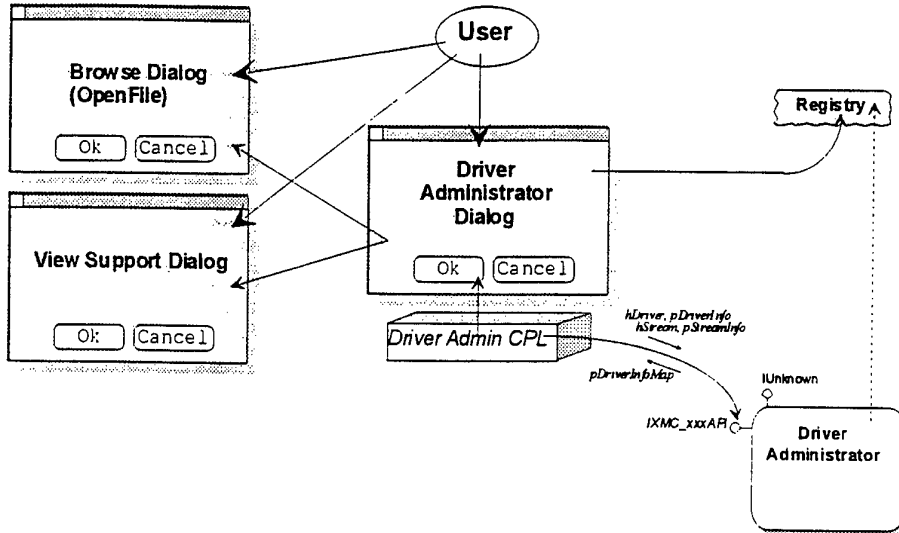 User
Browse Dialog
(OpenFile)
Ok Cancel
Registry
Driver
Administrator
Dialog
Ok Cancel
View Support Dialog
Ok Cancel
Driver Admin CPL
hDriver, pDriverInfo
hStream, pStreamInfo
pDriverInfoMap
IUnknown
IXMC_xxxAPI
Driver
Administrator